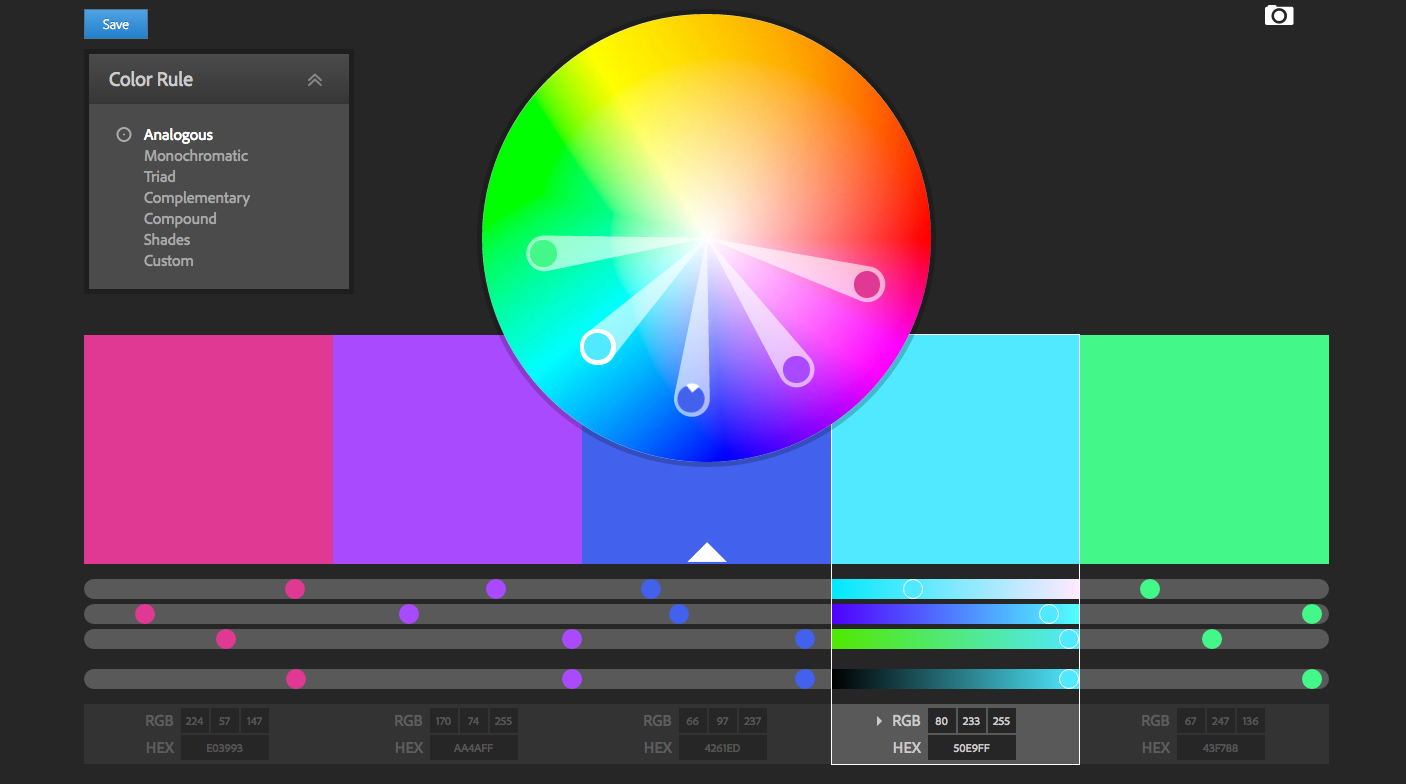 Save
Color Rule
Analogous
Monochromatic
Triad
Complementary
Compound
Shades
Custom
RGB 224 57 147 RGB 170 74 255 RGB 66 97 237 RGB 80 233 255 RGB 67 247 136
HEX E03993 HEX AA4AFF HEX 4261ED HEX 50E9FF HEX 43F788